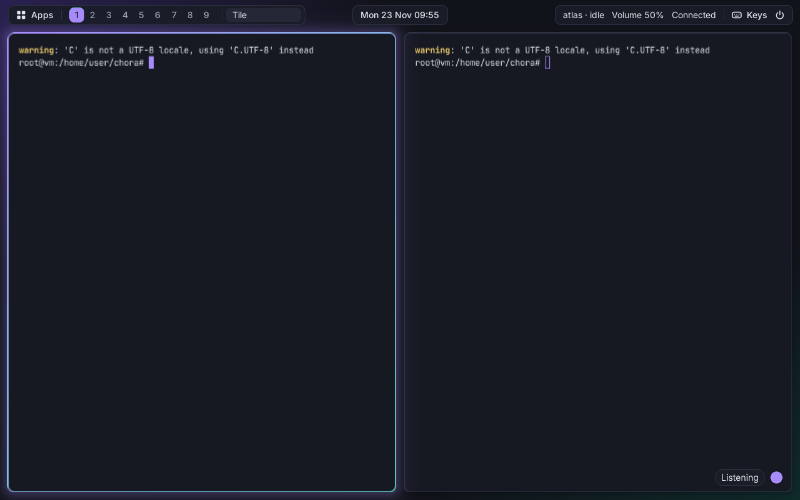 Apps 1 2 3 4 5 6 7 8 9 Tile Mon 23 Nov 09:55 atlas · idle Volume 50% Connected Keys
warning: 'C' is not a UTF-8 locale, using 'C.UTF-8' instead
root@vm:/home/user/chora#
warning: 'C' is not a UTF-8 locale, using 'C.UTF-8' instead
root@vm:/home/user/chora#
Listening